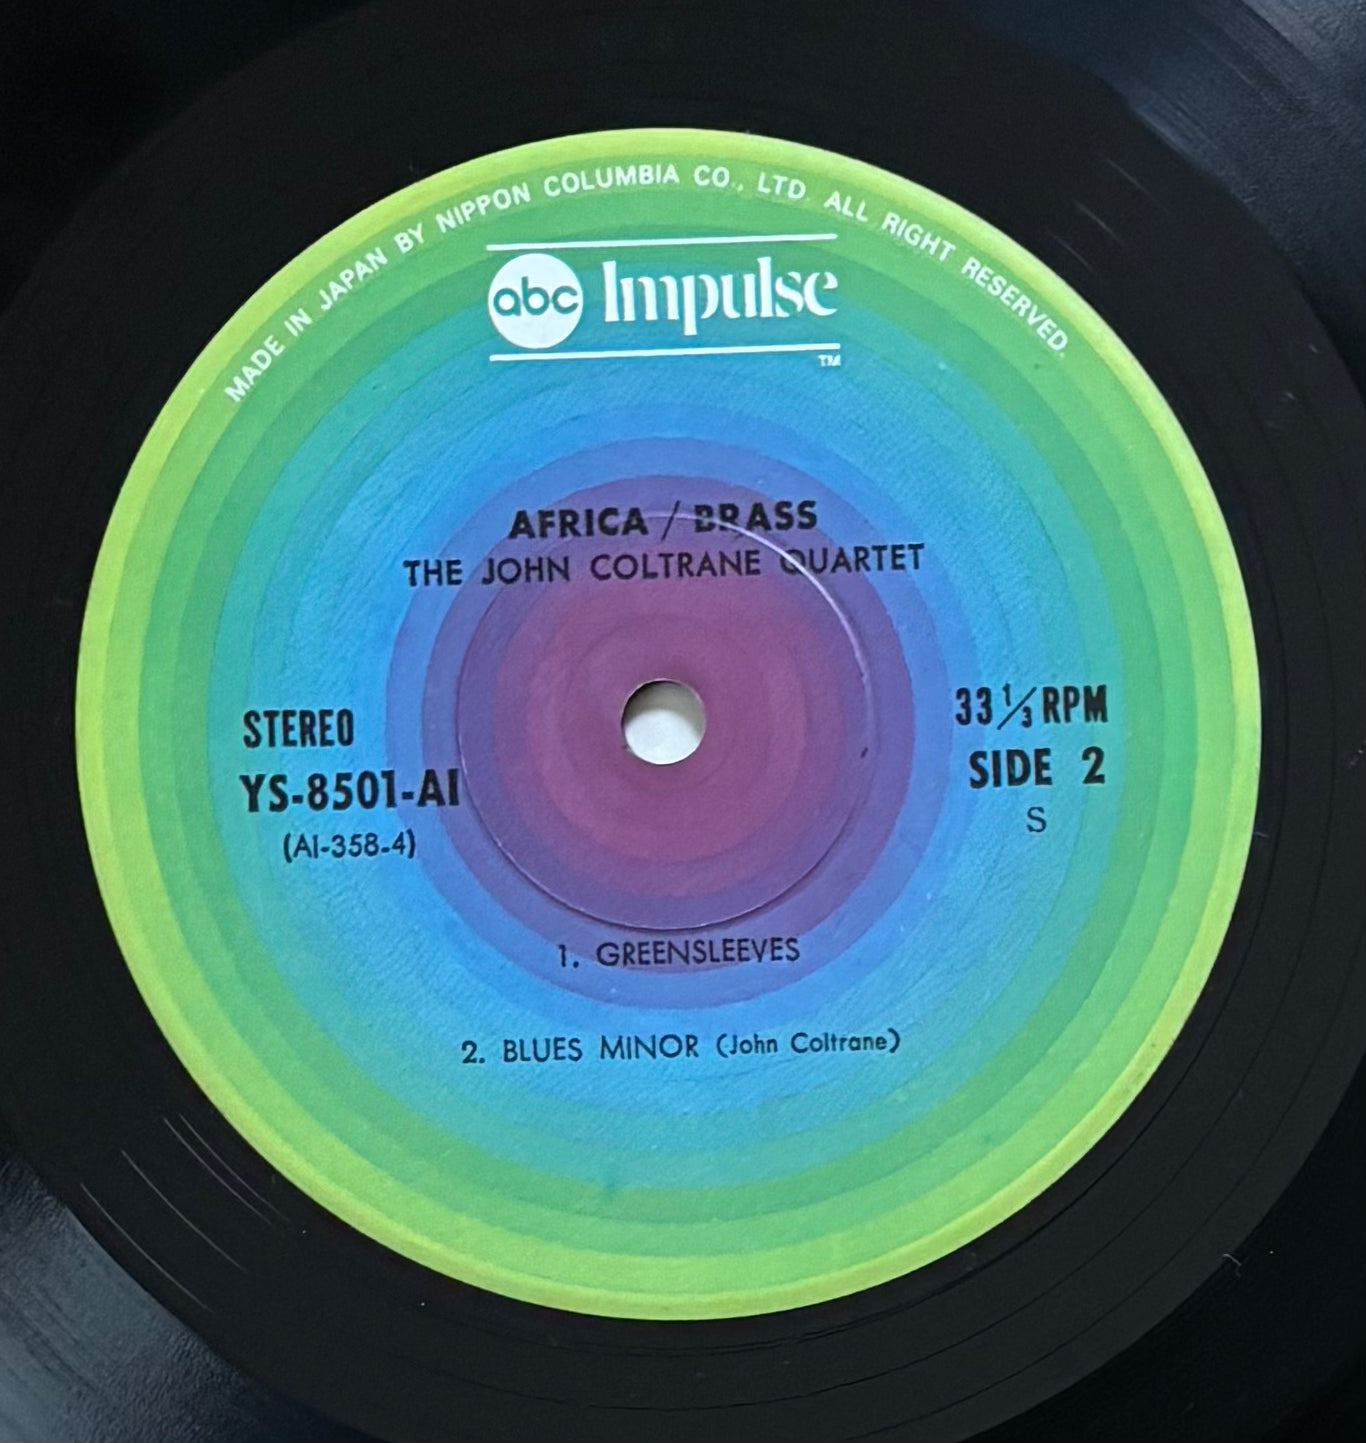 MADE IN JAPAN BY NIPPON COLUMBIA CO., LTD. ALL RIGHT RESERVED.
abc Impulse
TM
AFRICA / BRASS
THE JOHN COLTRANE QUARTET
STEREO
YS-8501-AI
(AI-358-4)
33 1/3 RPM
SIDE 2
S
1. GREENSLEEVES
2. BLUES MINOR (John Coltrane)